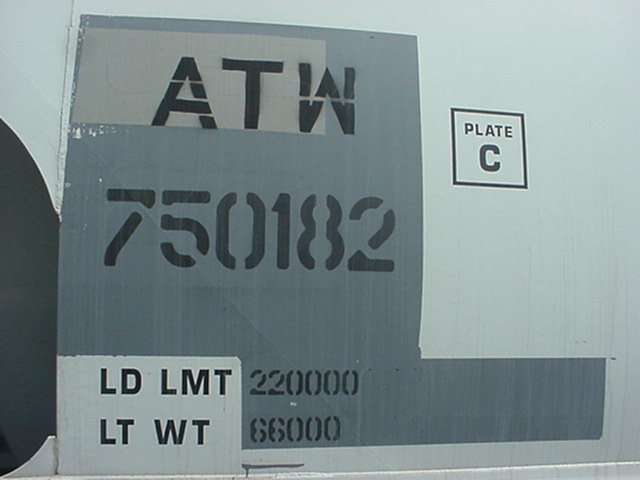 ATW
750182
PLATE
C
LD LMT 220000
LT WT 66000